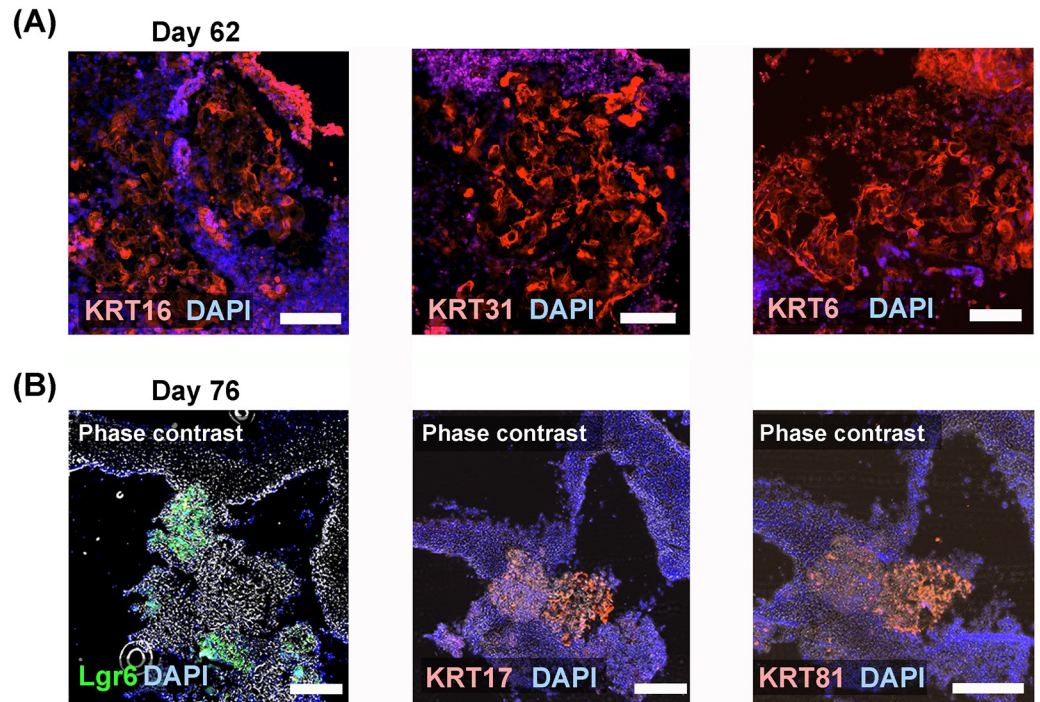 (A)
Day 62
KRT16 DAPI
KRT31 DAPI
KRT6 DAPI
(B)
Day 76
Phase contrast
Phase contrast
Phase contrast
Lgr6 DAPI
KRT17 DAPI
KRT81 DAPI